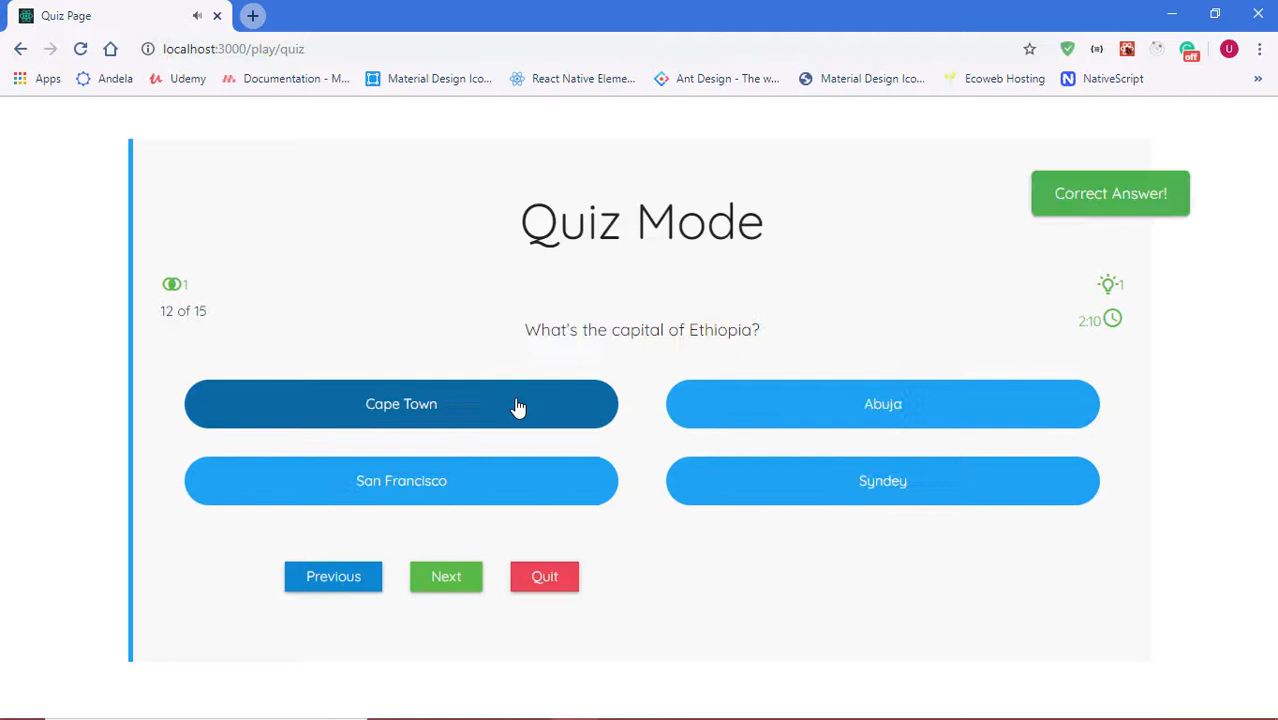 Quiz Page
localhost:3000/play/quiz
off
U
Apps Andela Udemy Documentation - M... Material Design Ico... React Native Eleme... Ant Design - The w... Material Design Ico... Ecoweb Hosting NativeScript »
Correct Answer!
Quiz Mode
1 1
12 of 15 2:10
What's the capital of Ethiopia?
Cape Town Abuja
San Francisco Syndey
Previous Next Quit